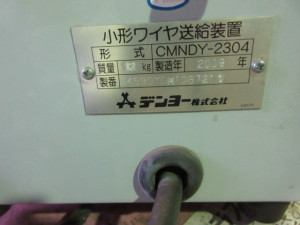 小形ワイヤ送給装置
形 式 CMNDY-2304
質量 kg 製造年 2009 年
製番
デンヨー株式会社